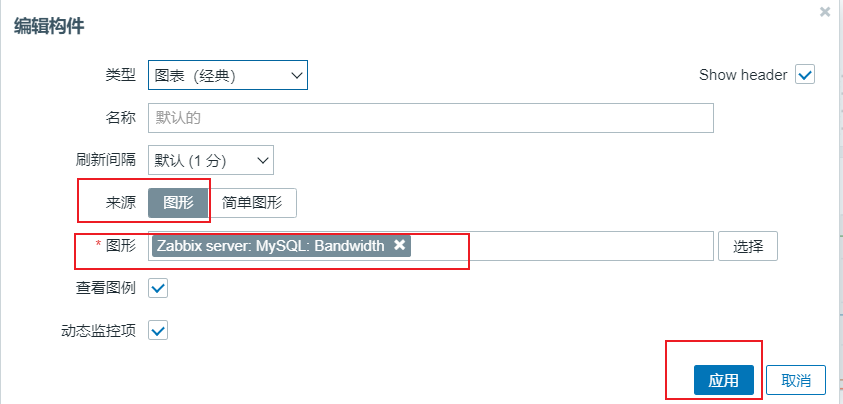 编辑构件
类型 图表（经典） Show header
名称 默认的
刷新间隔 默认 (1 分)
来源 图形 简单图形
* 图形 Zabbix server: MySQL: Bandwidth 选择
查看图例
动态监控项
应用 取消